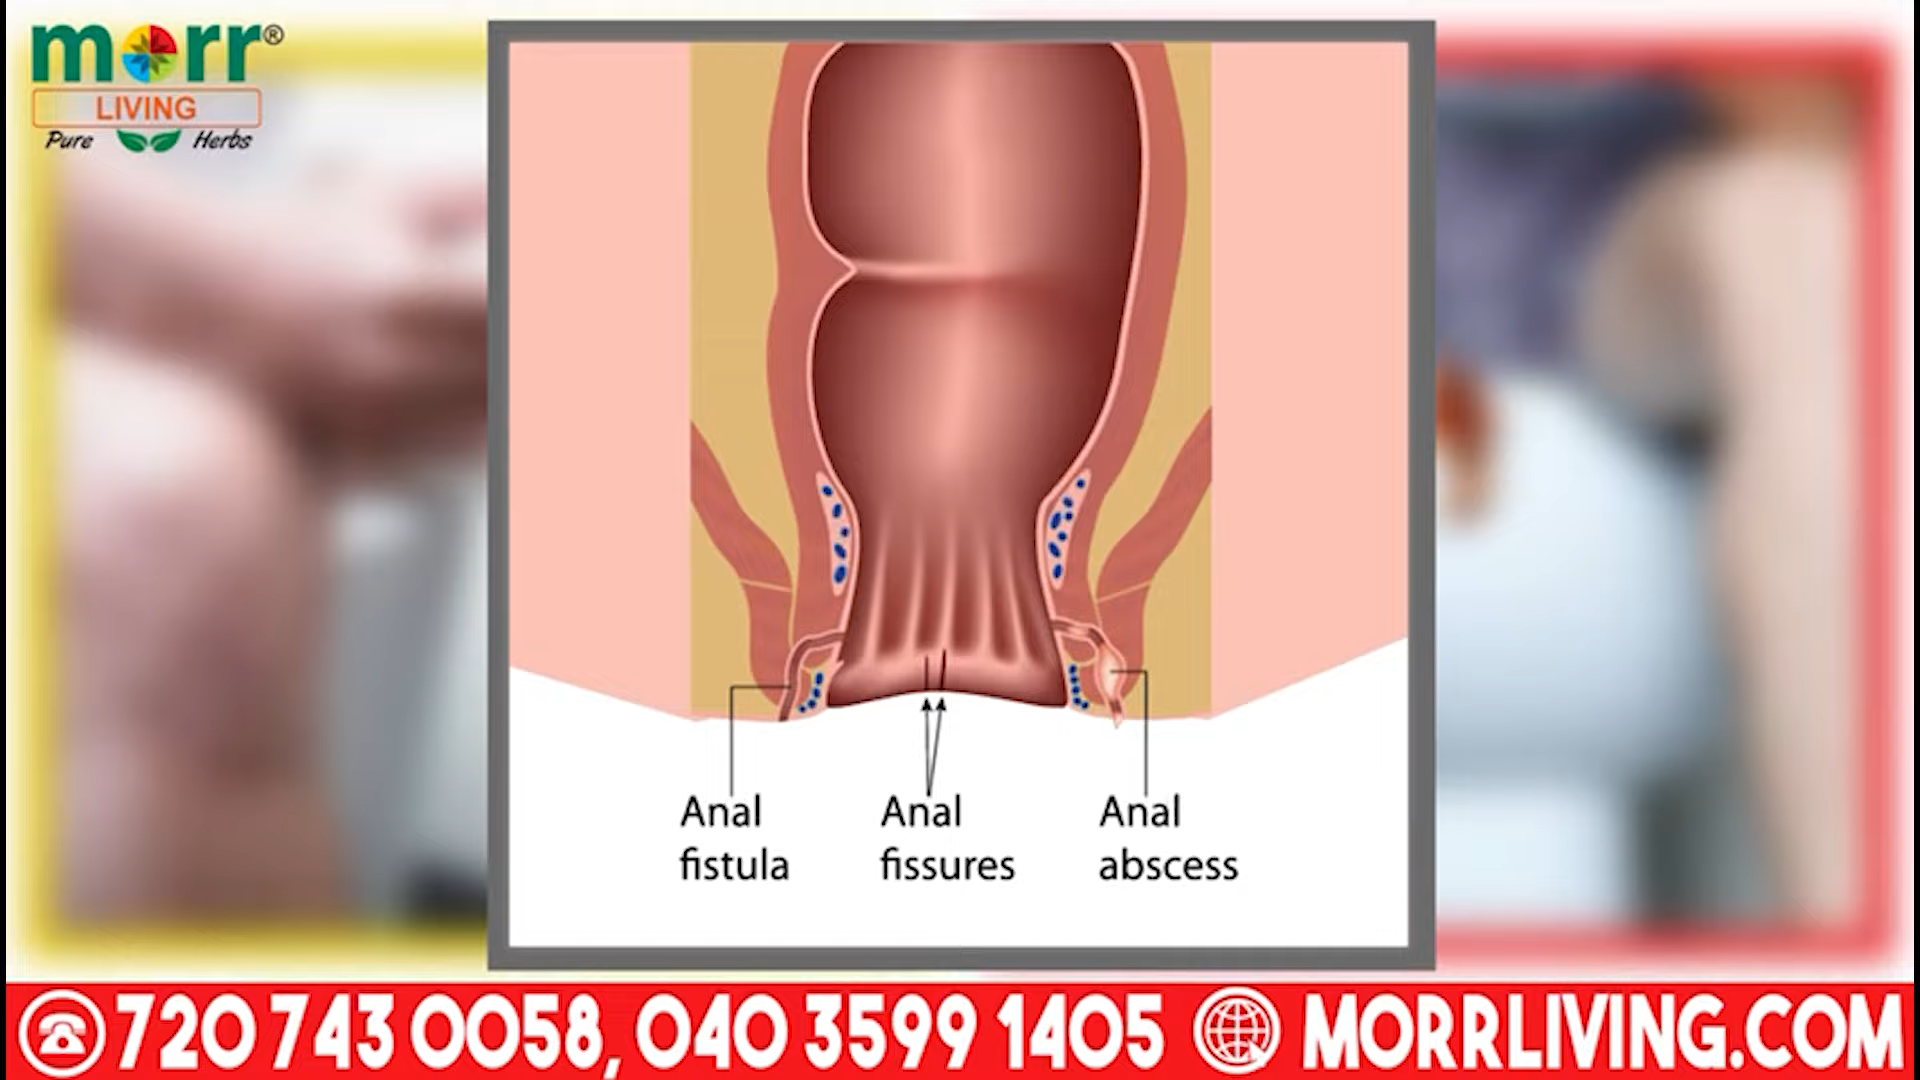 morr®
LIVING
Pure Herbs
Anal
fistula
Anal
fissures
Anal
abscess
720 743 0058, 040 3599 1405 MORRLIVING.COM